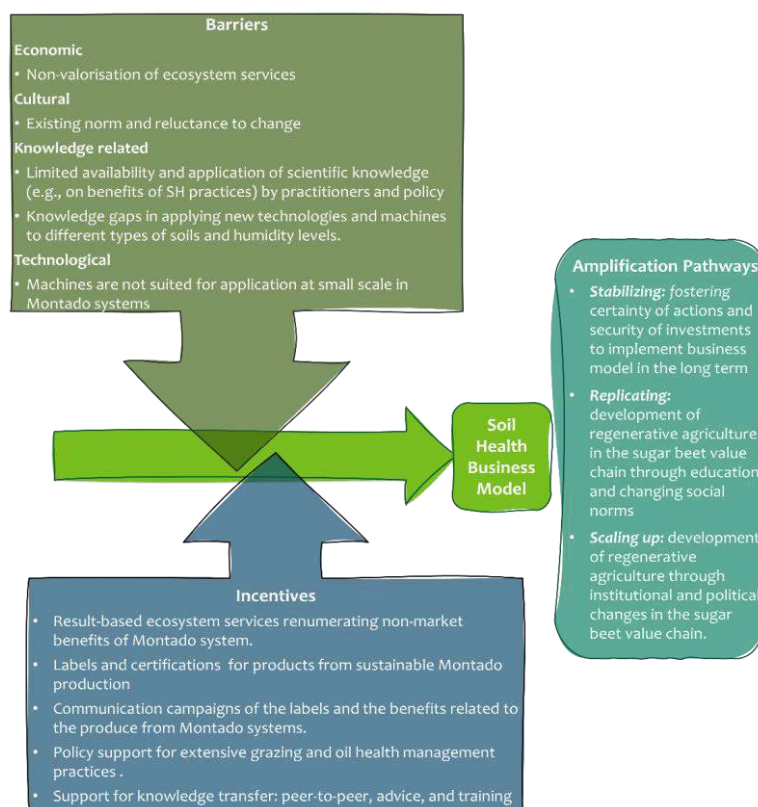 Barriers
Economic
• Non-valorisation of ecosystem services
Cultural
• Existing norm and reluctance to change
Knowledge related
• Limited availability and application of scientific knowledge
(e.g., on benefits of SH practices) by practitioners and policy
• Knowledge gaps in applying new technologies and machines
to different types of soils and humidity levels.
Technological
• Machines are not suited for application at small scale in
Montado systems
Soil
Health
Business
Model
Amplification Pathways
• Stabilizing: fostering
certainty of actions and
security of investments
to implement business
model in the long term
• Replicating:
development of
regenerative agriculture
in the sugar beet value
chain through education
and changing social
norms
• Scaling up: development
of regenerative
agriculture through
institutional and political
changes in the sugar
beet value chain.
Incentives
• Result-based ecosystem services renumerating non-market
benefits of Montado system.
• Labels and certifications for products from sustainable Montado
production
• Communication campaigns of the labels and the benefits related to
the produce from Montado systems.
• Policy support for extensive grazing and oil health management
practices .
• Support for knowledge transfer: peer-to-peer, advice, and training